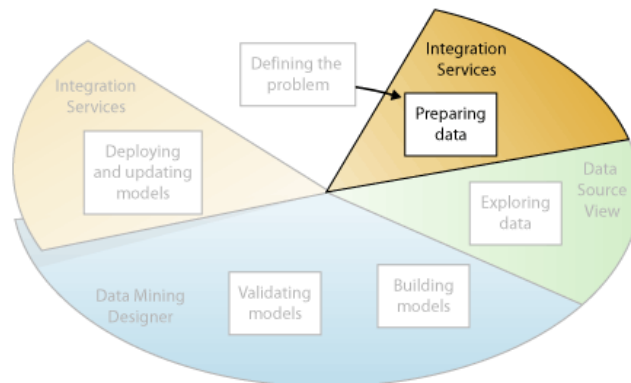 Defining the
problem
Integration
Services
Preparing
data
Data
Source
View
Exploring
data
Building
models
Validating
models
Data Mining
Designer
Integration
Services
Deploying
and updating
models